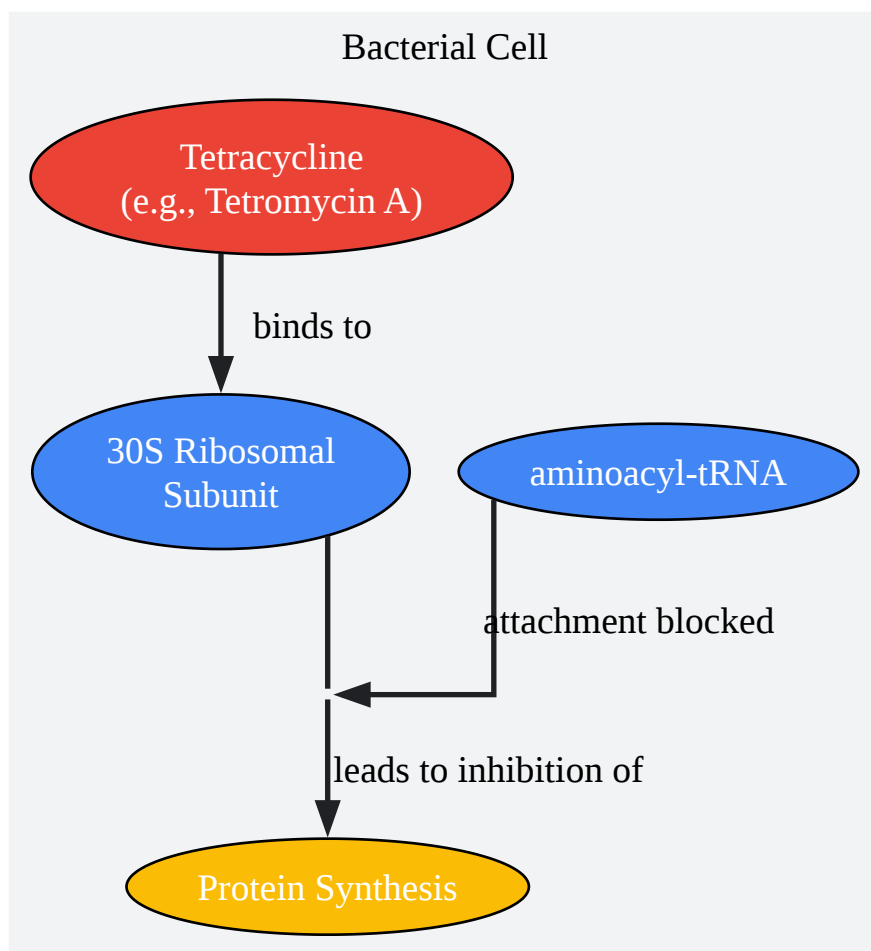 Bacterial Cell
Tetracycline
(e.g., Tetromycin A)
binds to
30S Ribosomal
Subunit
aminoacyl-tRNA
attachment blocked
leads to inhibition of
Protein Synthesis